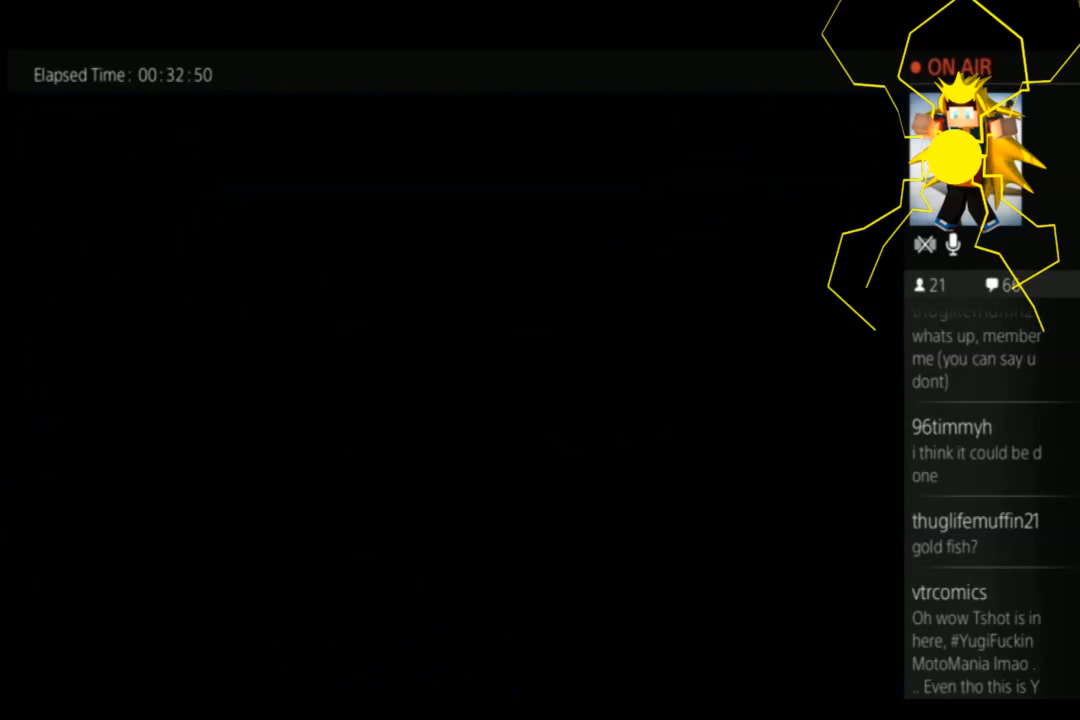 Elapsed Time: 00:32:50
ON AIR
21
whats up, member
me (you can say u
dont)
96timmyh
i think it could be d
one
thuglifemuffin21
gold fish?
vtrcomics
Oh wow Tshot is in
here, #YugiFuckin
MotoMania lmao .
.. Even tho this is Y